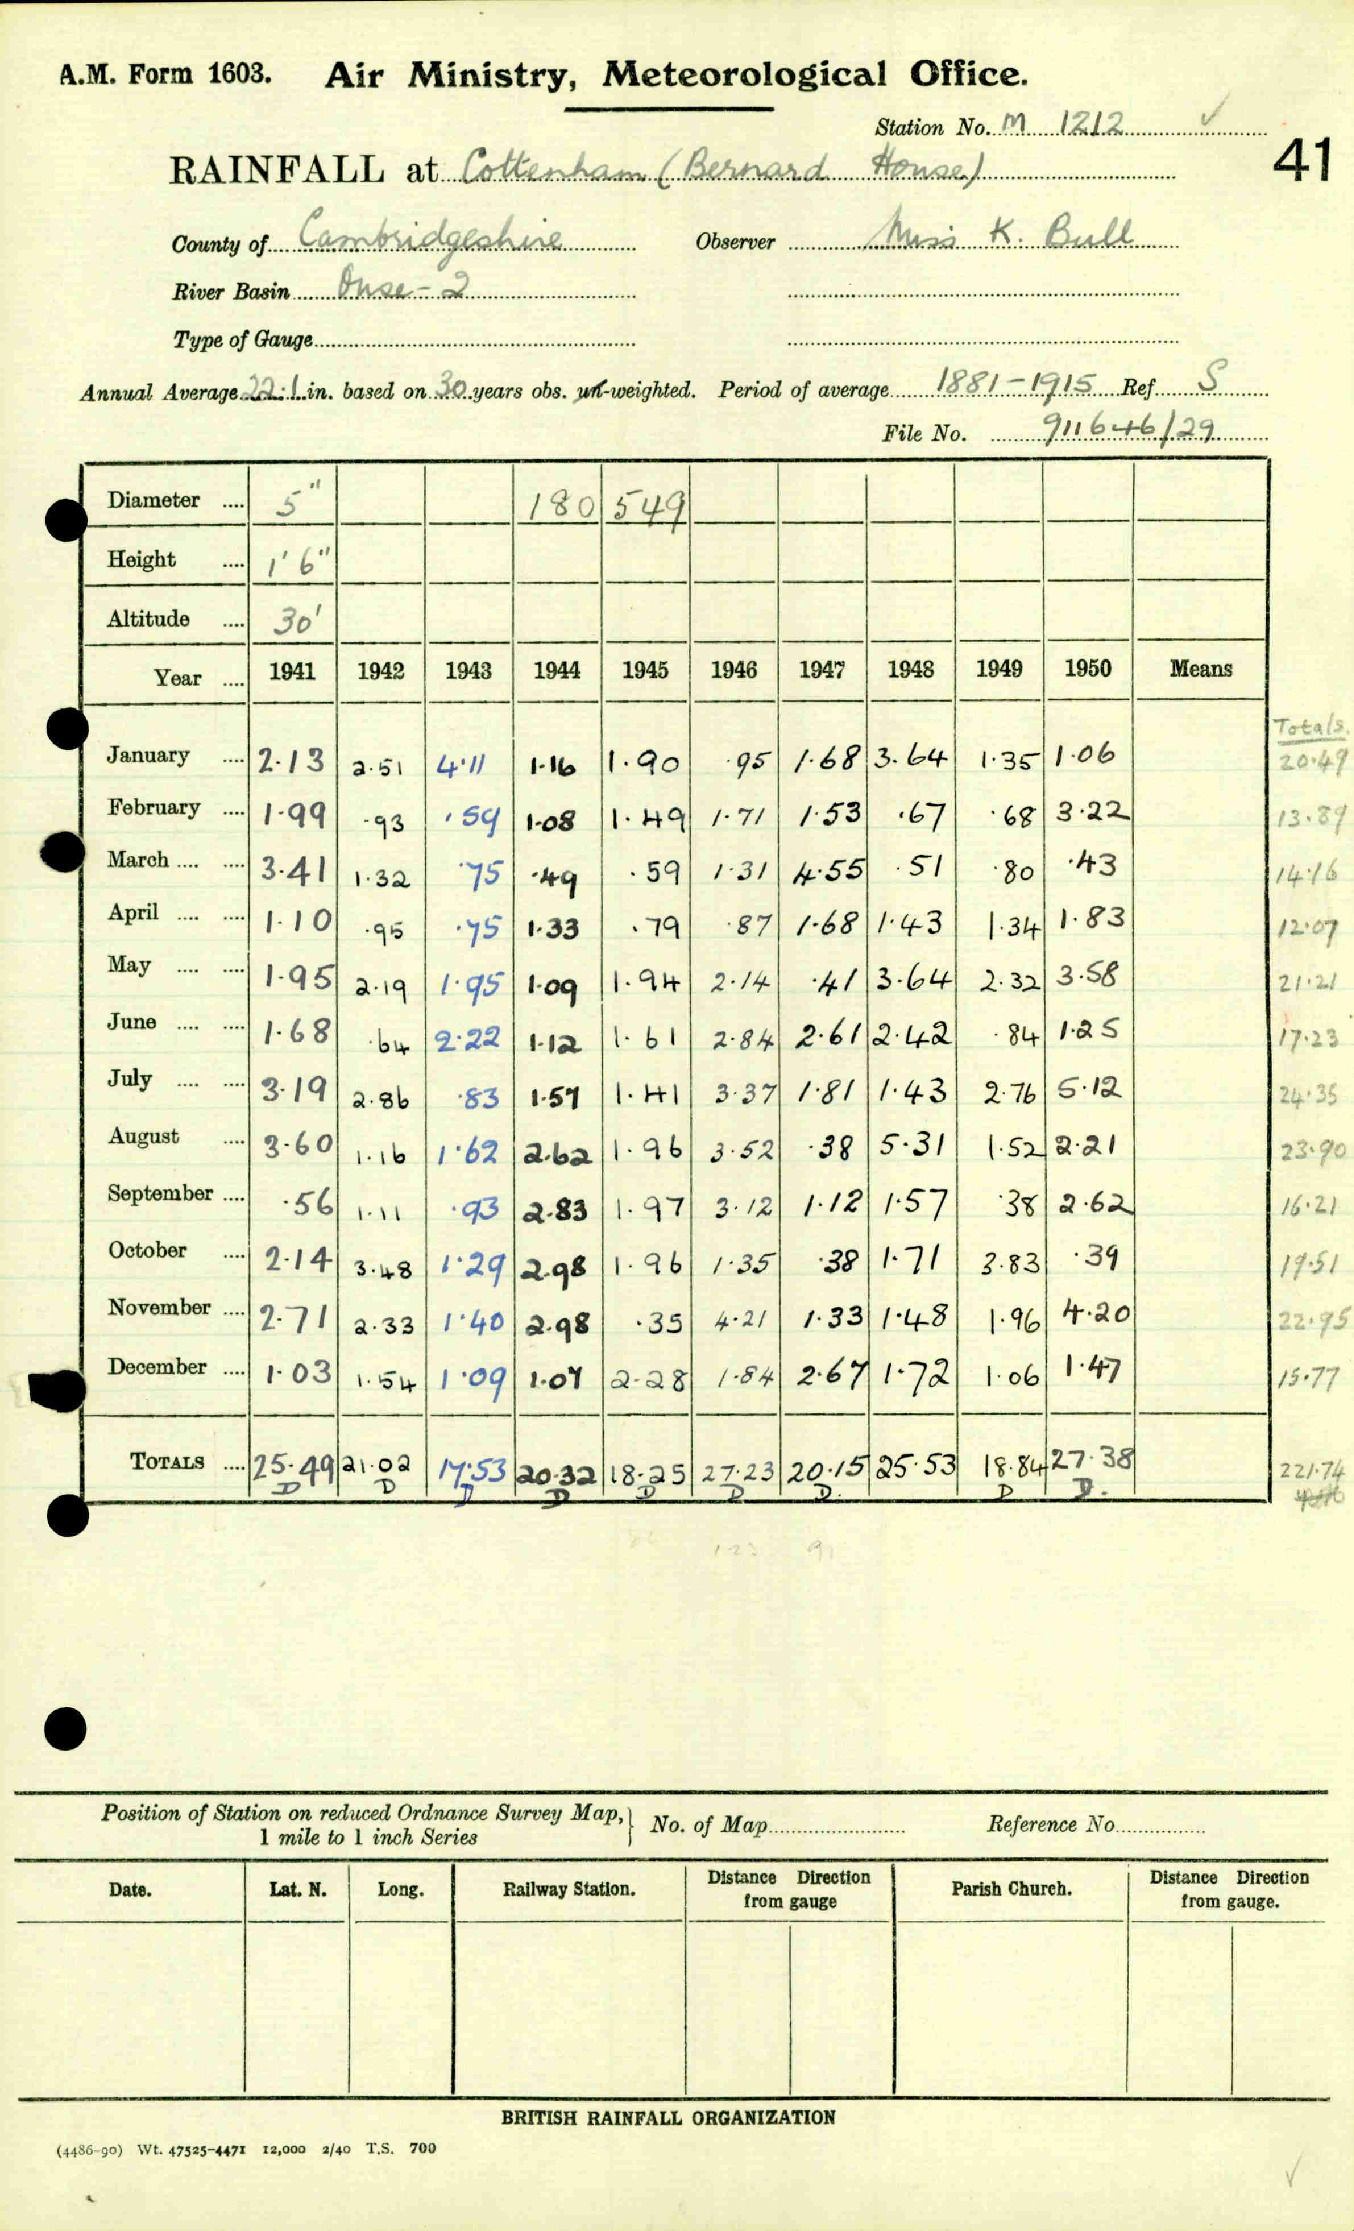 A.M. Form 1603. Air Ministry, Meteorological Office.
Station No. M 1212 ✓
41
RAINFALL at Cottenham (Bernard House)
County of Cambridgeshire Observer Miss K. Bull
River Basin Ouse - 2
Type of Gauge
Annual Average 22.1 in. based on 30 years obs. un-weighted. Period of average 1881-1915 Ref S
File No. 911646/29
Diameter .... 5" 180 549
Height .... 1' 6"
Altitude .... 30'
Year .... 1941 1942 1943 1944 1945 1946 1947 1948 1949 1950 Means
Totals.
January .... 2.13 2.51 4.11 1.16 1.90 .95 1.68 3.64 1.35 1.06 20.49
February .... 1.99 .93 .59 1.08 1.49 1.71 1.53 .67 .68 3.22 13.89
March .... .... 3.41 1.32 .75 .49 .59 1.31 4.55 .51 .80 .43 14.16
April .... .... 1.10 .95 .75 1.33 .79 .87 1.68 1.43 1.34 1.83 12.07
May .... .... 1.95 2.19 1.95 1.09 1.94 2.14 .41 3.64 2.32 3.58 21.21
June .... .... 1.68 .64 2.22 1.12 1.61 2.84 2.61 2.42 .84 1.25 17.23
July .... .... 3.19 2.86 .83 1.57 1.41 3.37 1.81 1.43 2.76 5.12 24.35
August .... 3.60 1.16 1.62 2.62 1.96 3.52 .38 5.31 1.52 2.21 23.90
September .... .56 1.11 .93 2.83 1.97 3.12 1.12 1.57 .38 2.62 16.21
October .... 2.14 3.48 1.29 2.98 1.96 1.35 .38 1.71 3.83 .39 19.51
November .... 2.71 2.33 1.40 2.98 .35 4.21 1.33 1.48 1.96 4.20 22.95
December .... 1.03 1.54 1.09 1.07 2.28 1.84 2.67 1.72 1.06 1.47 15.77
TOTALS .... 25.49 21.02 17.53 20.32 18.25 27.23 20.15 25.53 18.84 27.38 221.74
D D D D D D D. D D.
1.23 91
Position of Station on reduced Ordnance Survey Map, } No. of Map Reference No.
1 mile to 1 inch Series
Date. Lat. N. Long. Railway Station. Distance Direction from gauge Parish Church. Distance Direction from gauge.
BRITISH RAINFALL ORGANIZATION
(4486-90) Wt. 47525-4471 12,000 2/40 T.S. 700
✓